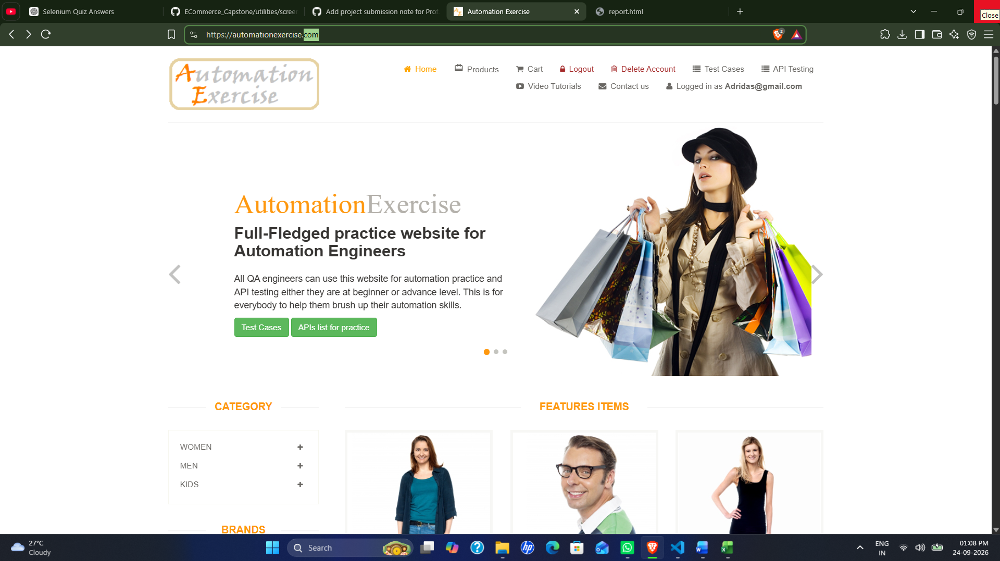 Selenium Quiz Answers
ECommerce_Capstone/utilities/screer
Add project submission note for Prof
Automation Exercise
report.html
Close
https://automationexercise.com
2
Automation
Exercise
Home
Products
Cart
Logout
Delete Account
Test Cases
API Testing
Video Tutorials
Contact us
Logged in as Adridas@gmail.com
AutomationExercise
Full-Fledged practice website for
Automation Engineers
All QA engineers can use this website for automation practice and
API testing either they are at beginner or advance level. This is for
everybody to help them brush up their automation skills.
Test Cases
APIs list for practice
CATEGORY
FEATURES ITEMS
WOMEN
MEN
KIDS
BRANDS
27°C
Cloudy
Search
ENG
IN
01:08 PM
24-09-2026